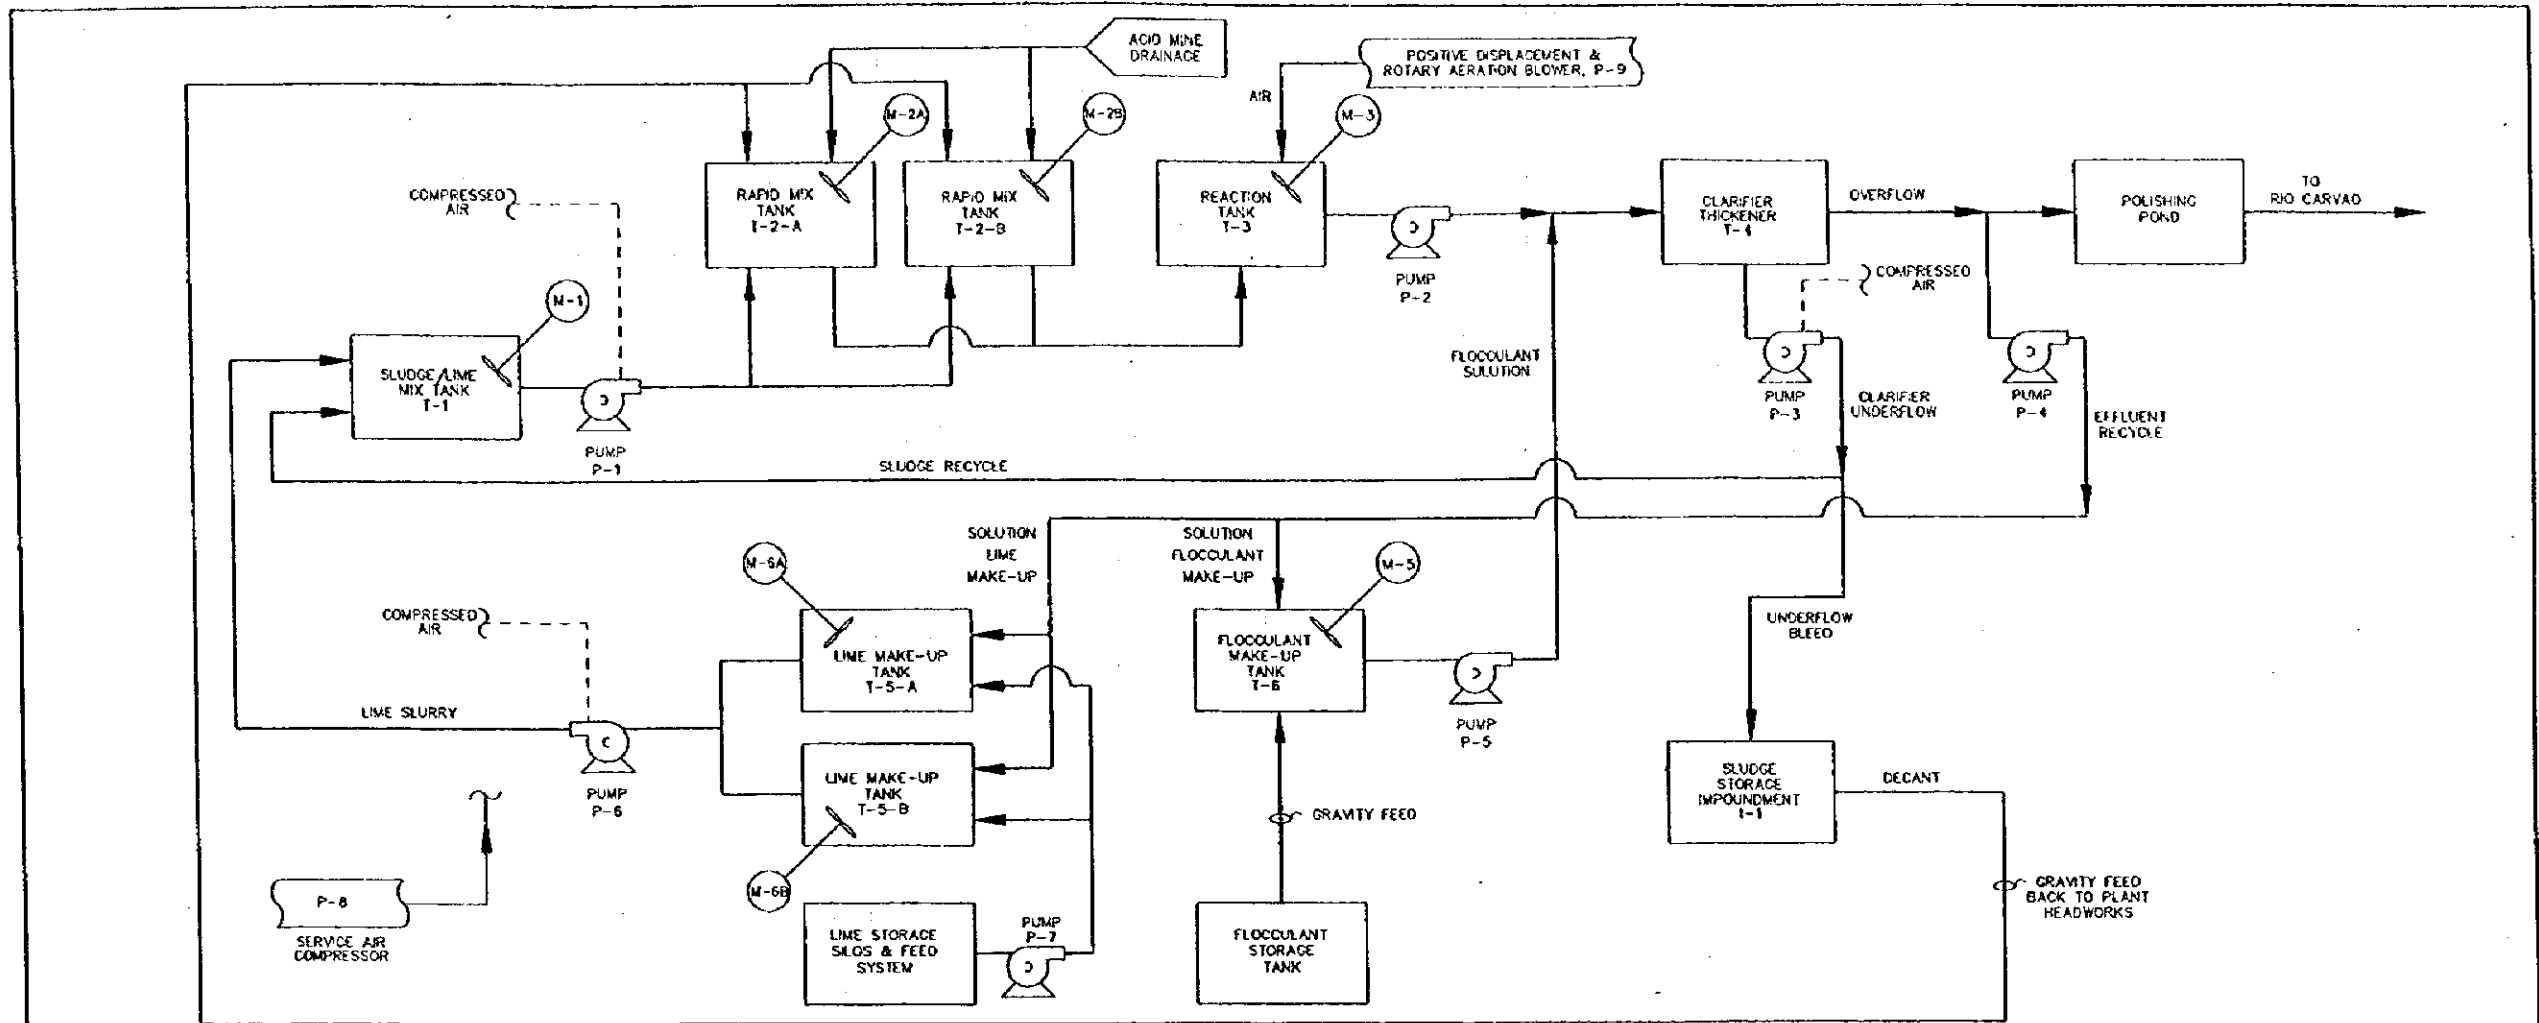 ACID MINE
DRAINAGE
POSITIVE DISPLACEMENT &
ROTARY AERATION BLOWER, P-9
AIR
M-2A
M-2B
M-3
COMPRESSED
AIR
RAPID MIX
TANK
T-2-A
RAPID MIX
TANK
T-2-B
REACTION
TANK
T-3
PUMP
P-2
CLARIFIER
THICKENER
T-4
OVERFLOW
POLISHING
POND
TO
RIO CARVAO
COMPRESSED
AIR
M-1
SLUDGE/LIME
MIX TANK
T-1
PUMP
P-1
FLOCCULANT
SOLUTION
PUMP
P-3
CLARIFIER
UNDERFLOW
PUMP
P-4
EFFLUENT
RECYCLE
SLUDGE RECYCLE
SOLUTION
LIME
MAKE-UP
SOLUTION
FLOCCULANT
MAKE-UP
M-6A
M-5
COMPRESSED
AIR
LIME MAKE-UP
TANK
T-5-A
FLOCCULANT
MAKE-UP
TANK
T-6
UNDERFLOW
BLEED
LIME SLURRY
PUMP
P-6
PUMP
P-5
LIME MAKE-UP
TANK
T-5-B
M-6B
GRAVITY FEED
SLUDGE
STORAGE
IMPOUNDMENT
I-1
DECANT
GRAVITY FEED
BACK TO PLANT
HEADWORKS
P-8
SERVICE AIR
COMPRESSOR
LIME STORAGE
SILOS & FEED
SYSTEM
PUMP
P-7
FLOCCULANT
STORAGE
TANK